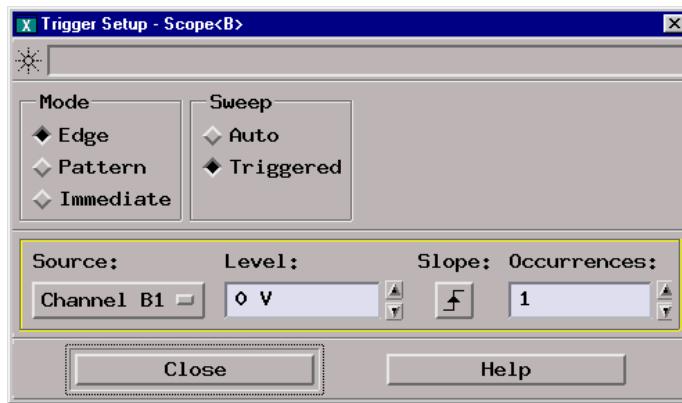 X Trigger Setup - Scope<B>
Mode
Edge
Pattern
Immediate
Sweep
Auto
Triggered
Source: Level: Slope: Occurrences:
Channel B1 0 V 1
Close Help